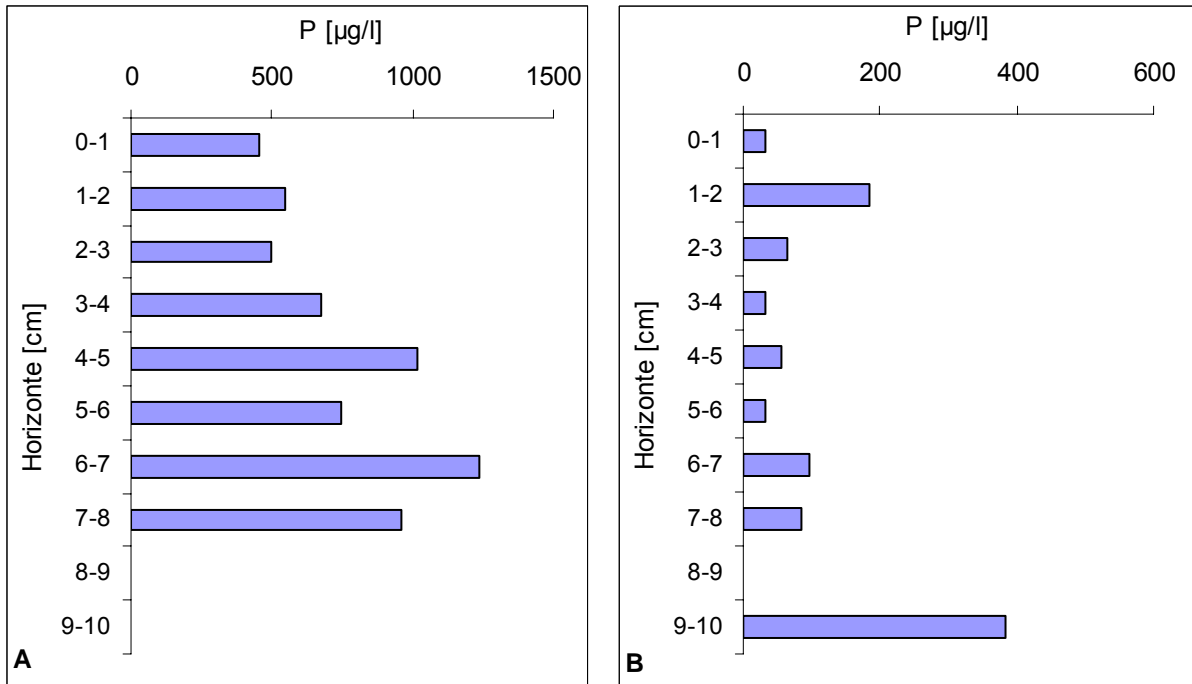 P [µg/l]
0 500 1000 1500
Horizonte [cm]
0-1
1-2
2-3
3-4
4-5
5-6
6-7
7-8
8-9
9-10
A
P [µg/l]
0 200 400 600
Horizonte [cm]
0-1
1-2
2-3
3-4
4-5
5-6
6-7
7-8
8-9
9-10
B